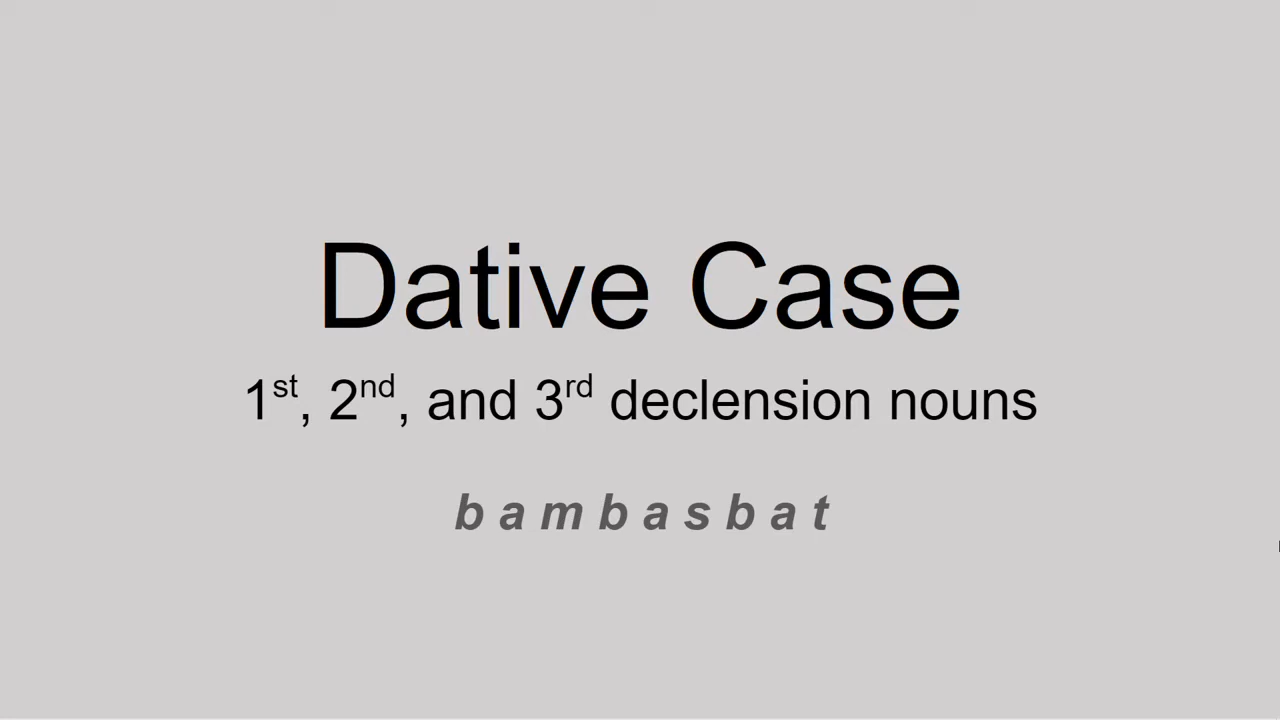 Dative Case
1st, 2nd, and 3rd declension nouns
b a m b a s b a t